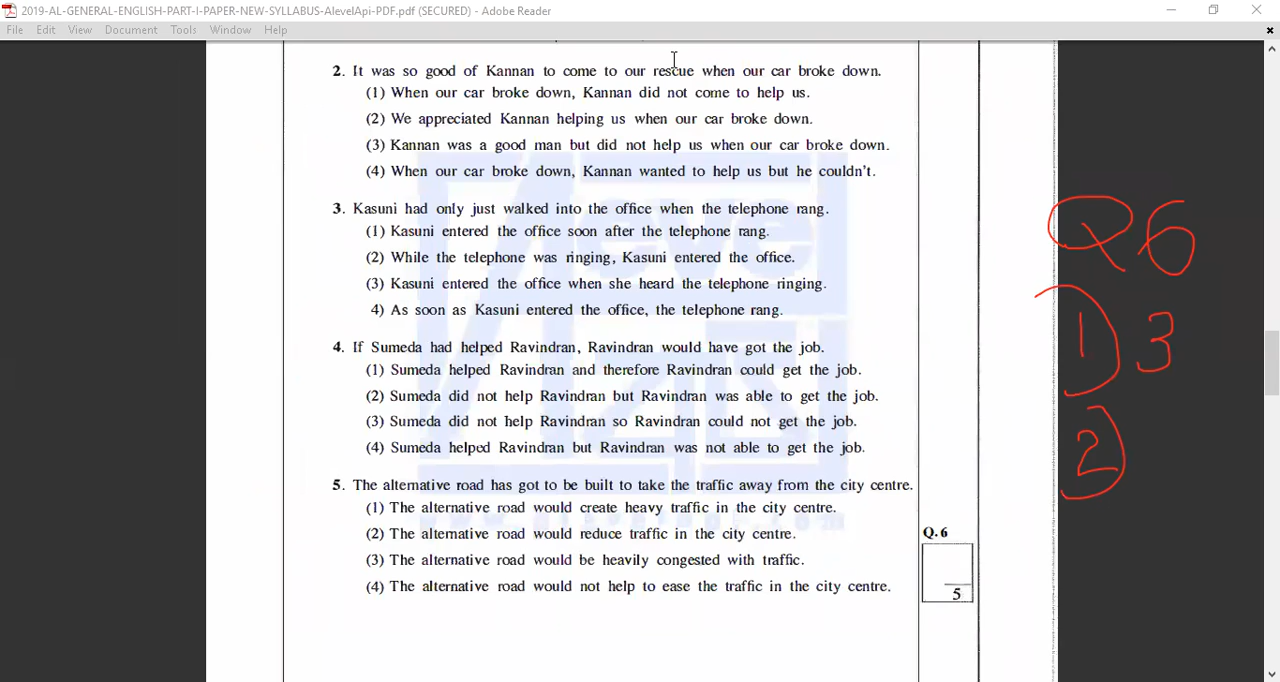 2019-AL-GENERAL-ENGLISH-PART-I-PAPER-NEW-SYLLABUS-AlevelApi-PDF.pdf (SECURED) - Adobe Reader
File Edit View Document Tools Window Help
2. It was so good of Kannan to come to our rescue when our car broke down.
(1) When our car broke down, Kannan did not come to help us.
(2) We appreciated Kannan helping us when our car broke down.
(3) Kannan was a good man but did not help us when our car broke down.
(4) When our car broke down, Kannan wanted to help us but he couldn't.
3. Kasuni had only just walked into the office when the telephone rang.
(1) Kasuni entered the office soon after the telephone rang.
(2) While the telephone was ringing, Kasuni entered the office.
(3) Kasuni entered the office when she heard the telephone ringing.
4) As soon as Kasuni entered the office, the telephone rang.
4. If Sumeda had helped Ravindran, Ravindran would have got the job.
(1) Sumeda helped Ravindran and therefore Ravindran could get the job.
(2) Sumeda did not help Ravindran but Ravindran was able to get the job.
(3) Sumeda did not help Ravindran so Ravindran could not get the job.
(4) Sumeda helped Ravindran but Ravindran was not able to get the job.
5. The alternative road has got to be built to take the traffic away from the city centre.
(1) The alternative road would create heavy traffic in the city centre.
(2) The alternative road would reduce traffic in the city centre.
(3) The alternative road would be heavily congested with traffic.
(4) The alternative road would not help to ease the traffic in the city centre.
Q.6
5
Q6
1) 3
2)